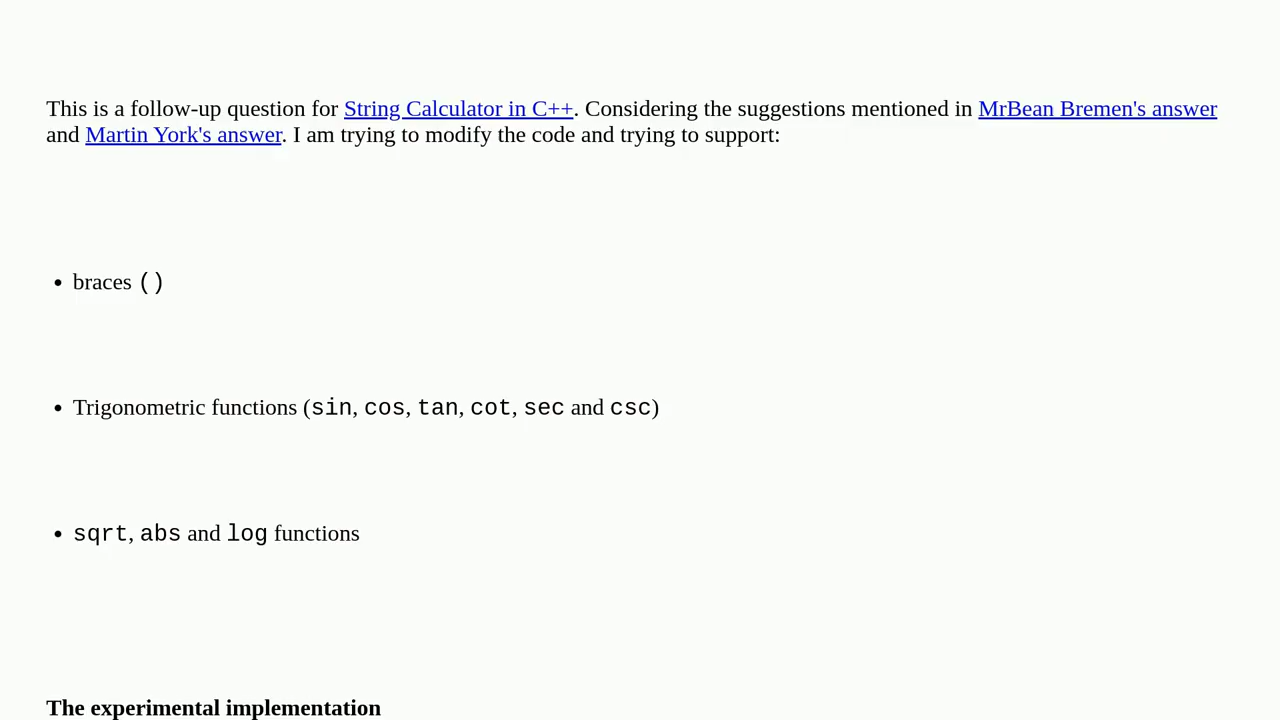 This is a follow-up question for String Calculator in C++. Considering the suggestions mentioned in MrBean Bremen's answer
and Martin York's answer. I am trying to modify the code and trying to support:
• braces ()
• Trigonometric functions (sin, cos, tan, cot, sec and csc)
• sqrt, abs and log functions
The experimental implementation